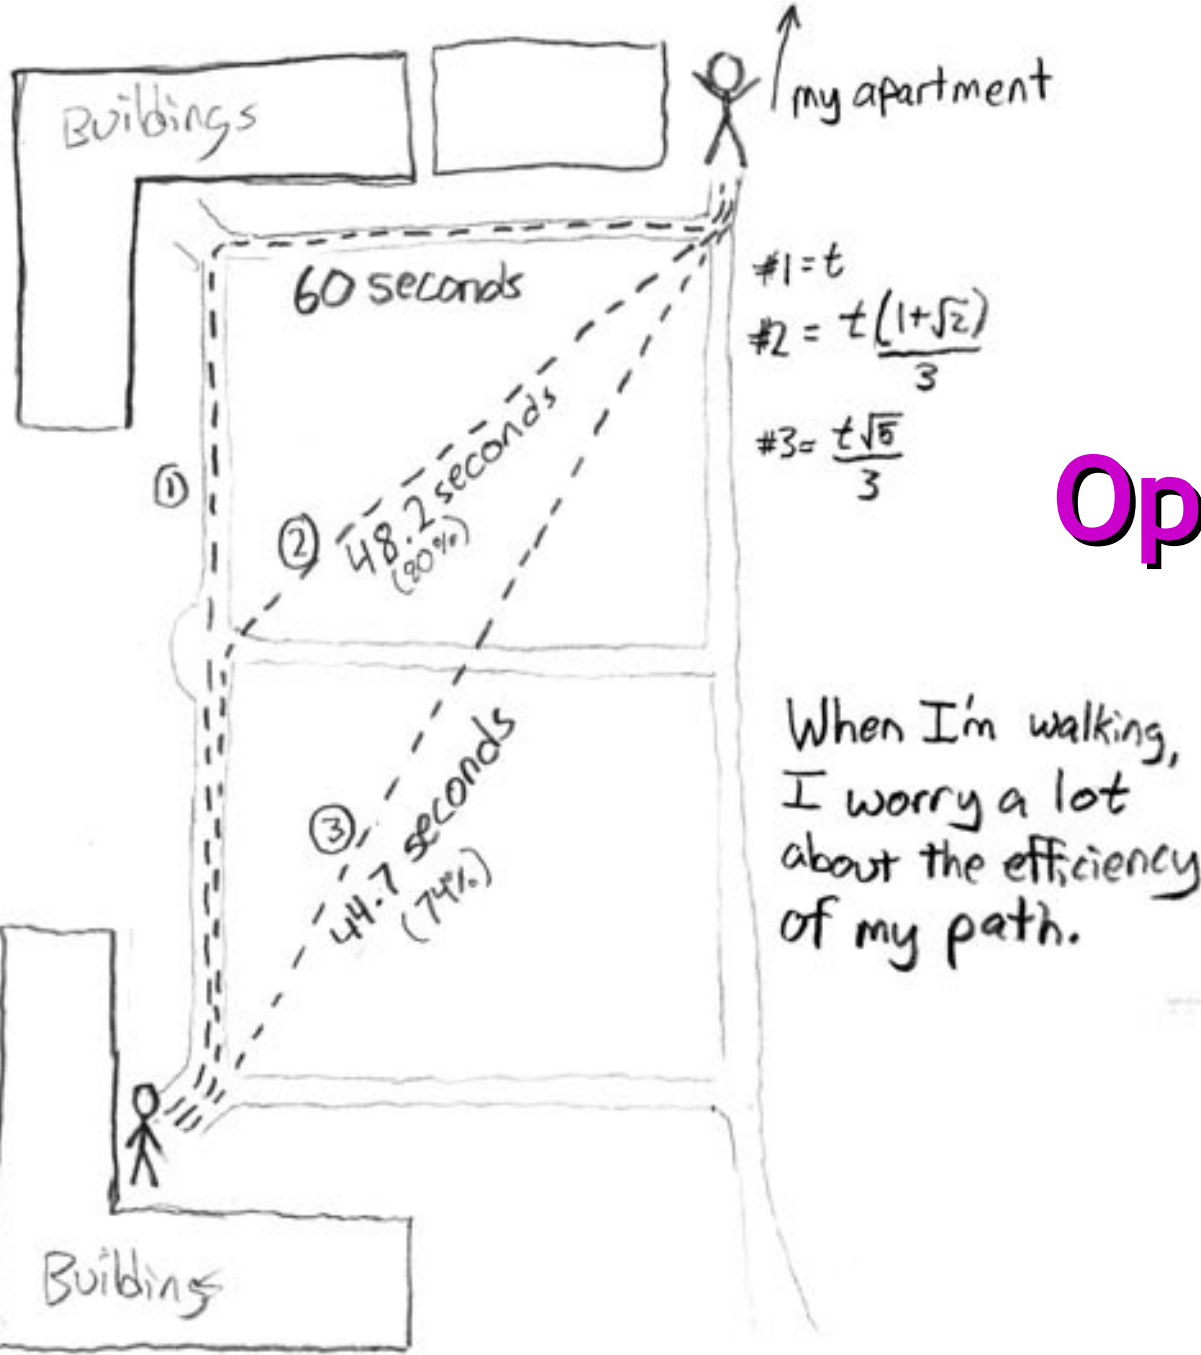 Buildings
my apartment
60 seconds
#1 = t
#2 = t(1+√2)
3
#3 = t√5
3
Op
①
②
48.2 seconds
(80%)
③
44.7 seconds
(74%)
When I'm walking,
I worry a lot
about the efficiency
of my path.
Buildings